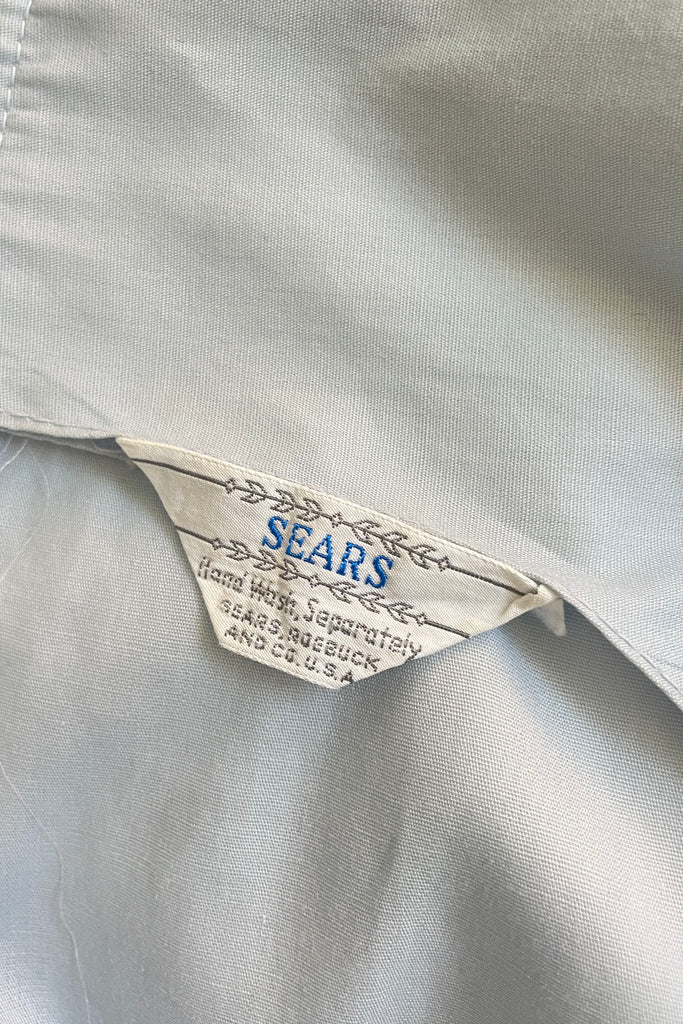 SEARS
Hand Wash, Separately
SEARS, ROEBUCK
AND CO. U.S.A